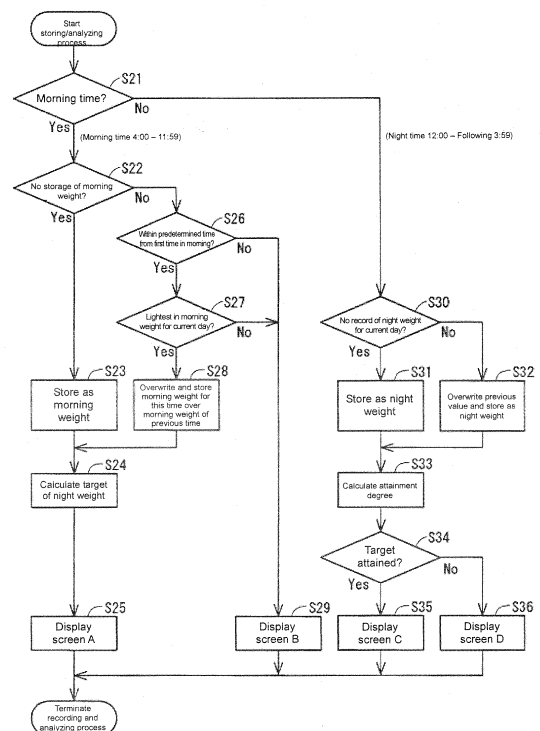 Start
storing/analyzing
process
S21
Morning time?
No
Yes
(Morning time 4:00 – 11:59)
(Night time 12:00 – Following 3:59)
S22
No storage of morning
weight?
No
Yes
S26
Within predetermined time
from first time in morning?
No
Yes
S27
Lightest in morning
weight for current day?
No
Yes
S30
No record of night weight
for current day?
No
Yes
S23
Store as
morning
weight
S28
Overwrite and store
morning weight for
this time over
morning weight of
previous time
S31
Store as night
weight
S32
Overwrite previous
value and store as
night weight
S24
Calculate target
of night weight
S33
Calculate attainment
degree
S34
Target
attained?
No
Yes
S25
Display
screen A
S29
Display
screen B
S35
Display
screen C
S36
Display
screen D
Terminate
recording and
analyzing process